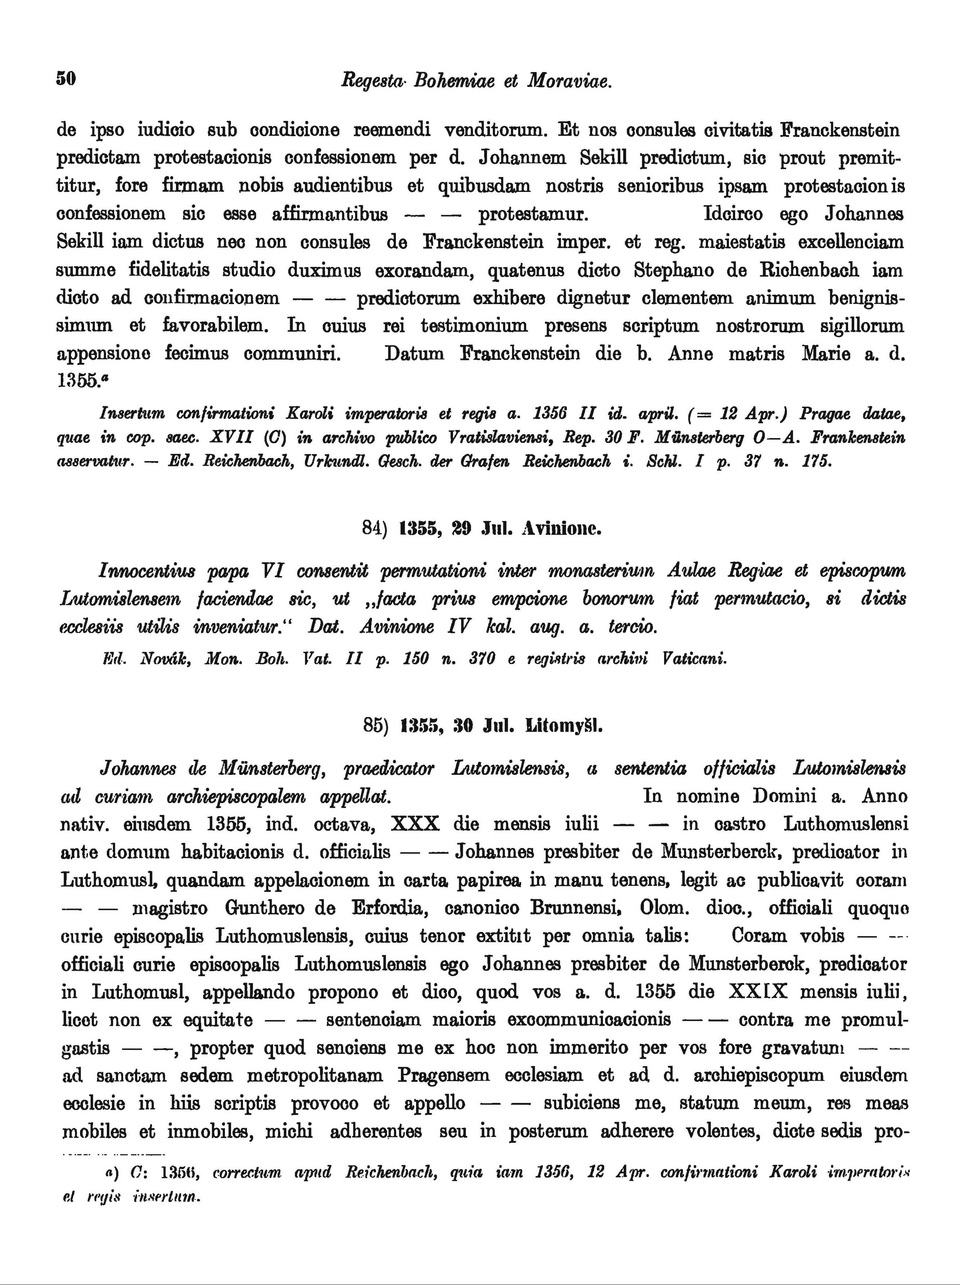 50 Regesta Bohemiae et Moraviae.
de ipso iudicio sub condicione reemendi venditorum. Et nos consules civitatis Franckenstein
predictam protestacionis confessionem per d. Johannem Sekill predictum, sic prout premit-
titur, fore firmam nobis audientibus et quibusdam nostris senioribus ipsam protestacionis
confessionem sic esse affirmantibus — — protestamur. Idcirco ego Johannes
Sekill iam dictus nec non consules de Franckenstein imper. et reg. maiestatis excellenciam
summe fidelitatis studio duximus exorandam, quatenus dicto Stephano de Richenbach iam
dicto ad confirmacionem — — predictorum exhibere dignetur clementem animum benignis-
simum et favorabilem. In cuius rei testimonium presens scriptum nostrorum sigillorum
appensione fecimus communiri. Datum Franckenstein die b. Anne matris Marie a. d.
1355.a
Insertum confirmationi Karoli imperatoris et regis a. 1356 II id. april. (= 12 Apr.) Pragae datae,
quae in cop. saec. XVII (C) in archivo publico Vratislaviensi, Rep. 30 F. Münsterberg O—A. Frankenstein
asservatur. — Ed. Reichenbach, Urkundl. Gesch. der Grafen Reichenbach i. Schl. I p. 37 n. 175.
84) 1355, 29 Jul. Avinione.
Innocentius papa VI consentit permutationi inter monasterium Aulae Regiae et episcopum
Lutomislensem faciendae sic, ut „facta prius empcione bonorum fiat permutacio, si dictis
ecclesiis utilis inveniatur.“ Dat. Avinione IV kal. aug. a. tercio.
Ed. Novák, Mon. Boh. Vat. II p. 150 n. 370 e registris archivi Vaticani.
85) 1355, 30 Jul. Litomyšl.
Johannes de Münsterberg, praedicator Lutomislensis, a sententia officialis Lutomislensis
ad curiam archiepiscopalem appellat. In nomine Domini a. Anno
nativ. eiusdem 1355, ind. octava, XXX die mensis iulii — — in castro Luthomuslensi
ante domum habitacionis d. officialis — — Johannes presbiter de Munsterberck, predicator in
Luthomusl, quandam appelacionem in carta papirea in manu tenens, legit ac publicavit coram
— — magistro Gunthero de Erfordia, canonico Brunnensi, Olom. dioc., officiali quoque
curie episcopalis Luthomuslensis, cuius tenor extitit per omnia talis: Coram vobis — —
officiali curie episcopalis Luthomuslensis ego Johannes presbiter de Munsterberck, predicator
in Luthomusl, appellando propono et dico, quod vos a. d. 1355 die XXIX mensis iulii,
licet non ex equitate — — sentenciam maioris excommunicacionis — — contra me promul-
gastis — —, propter quod senciens me ex hoc non immerito per vos fore gravatum — —
ad sanctam sedem metropolitanam Pragensem ecclesiam et ad d. archiepiscopum eiusdem
ecclesie in hiis scriptis provoco et appello — — subiciens me, statum meum, res meas
mobiles et inmobiles, michi adherentes seu in posterum adherere volentes, dicte sedis pro-
a) C: 1356, correctum apud Reichenbach, quia iam 1356, 12 Apr. confirmationi Karoli imperatoris
et regis insertum.